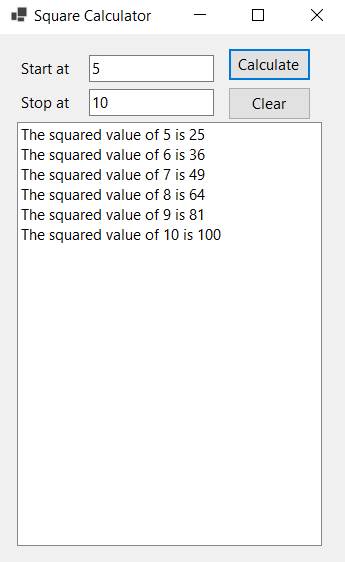 Square Calculator
Start at 5 Calculate
Stop at 10 Clear
The squared value of 5 is 25
The squared value of 6 is 36
The squared value of 7 is 49
The squared value of 8 is 64
The squared value of 9 is 81
The squared value of 10 is 100